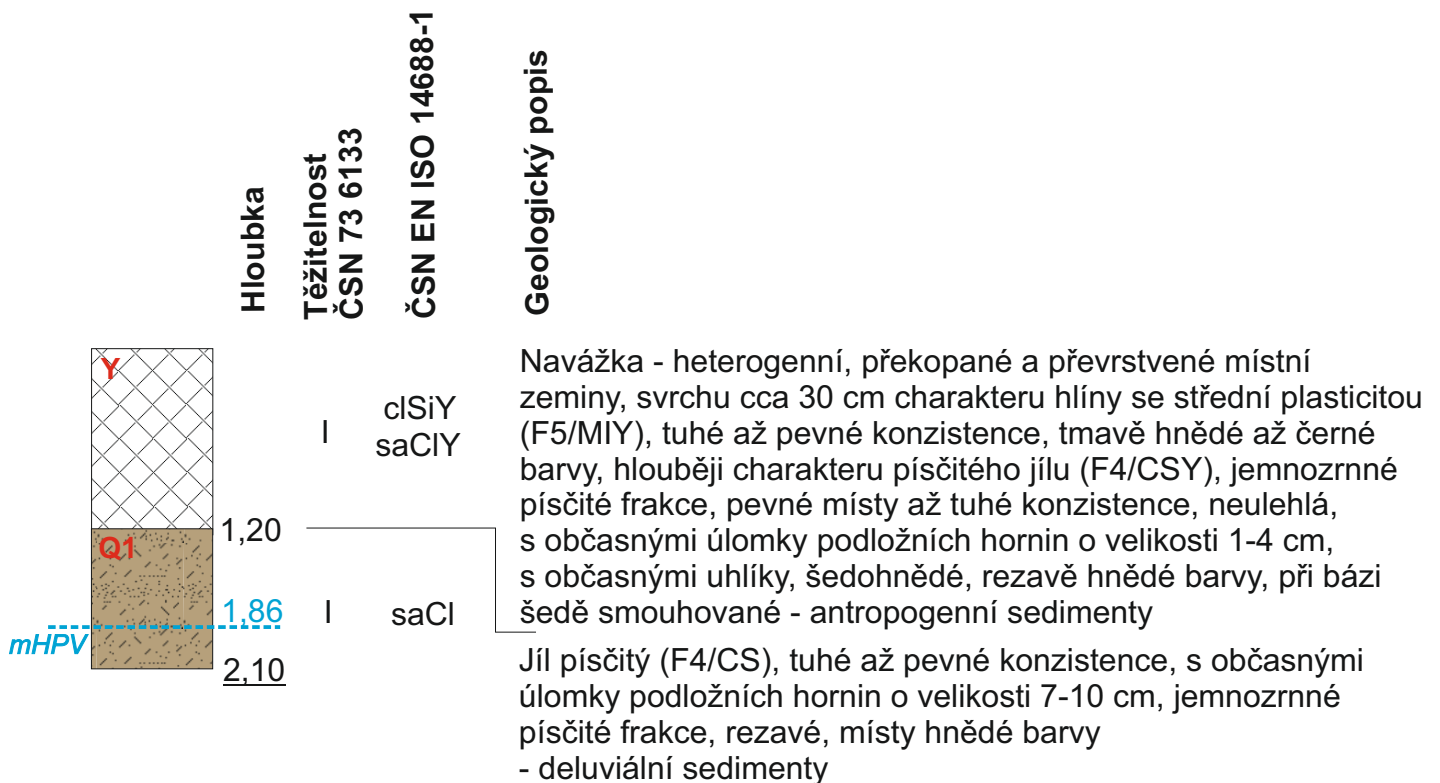 Hloubka
Těžitelnost
ČSN 73 6133
ČSN EN ISO 14688-1
Geologický popis
Y
I
clSiY
saClY
Navážka - heterogenní, překopané a převrstvené místní
zeminy, svrchu cca 30 cm charakteru hlíny se střední plasticitou
(F5/MIY), tuhé až pevné konzistence, tmavě hnědé až černé
barvy, hlouběji charakteru písčitého jílu (F4/CSY), jemnozrnné
písčité frakce, pevné místy až tuhé konzistence, neulehlá,
s občasnými úlomky podložních hornin o velikosti 1-4 cm,
s občasnými uhlíky, šedohnědé, rezavě hnědé barvy, při bázi
šedě smouhované - antropogenní sedimenty
1,20
Q1
1,86
I
saCl
mHPV
2,10
Jíl písčitý (F4/CS), tuhé až pevné konzistence, s občasnými
úlomky podložních hornin o velikosti 7-10 cm, jemnozrnné
písčité frakce, rezavé, místy hnědé barvy
- deluviální sedimenty